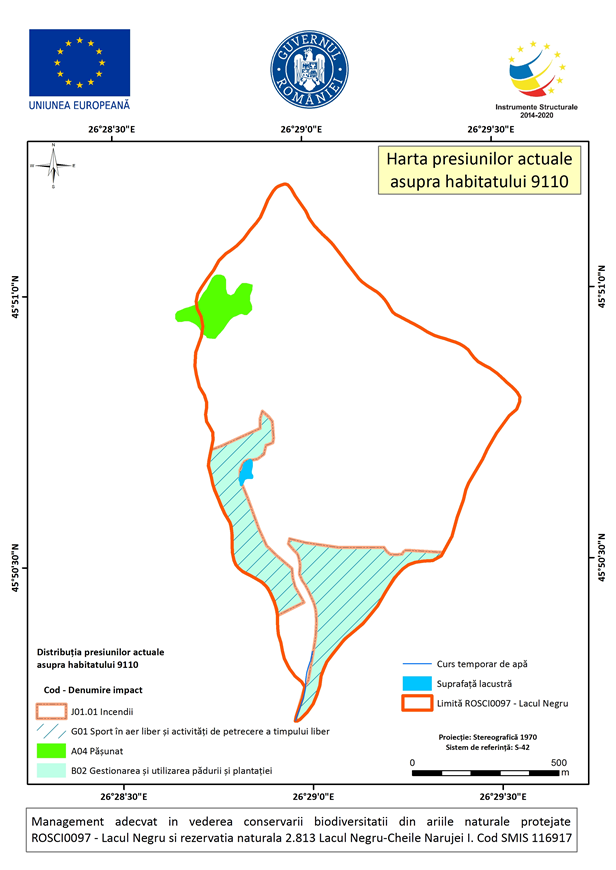 UNIUNEA EUROPEANĂ
GUVERNUL
ROMÂNIEI
Instrumente Structurale
2014-2020
26°28'30"E
26°29'0"E
26°29'30"E
Harta presiunilor actuale
asupra habitatului 9110
N
E
S
45°51'0"N
45°51'0"N
45°50'30"N
45°50'30"N
Distribuția presiunilor actuale
asupra habitatului 9110
Cod - Denumire impact
J01.01 Incendii
G01 Sport în aer liber și activități de petrecere a timpului liber
A04 Pășunat
B02 Gestionarea și utilizarea pădurii și plantației
Curs temporar de apă
Suprafață lacustră
Limită ROSCI0097 - Lacul Negru
Proiecție: Stereografică 1970
Sistem de referință: S-42
0
500
m
26°28'30"E
26°29'0"E
26°29'30"E
Management adecvat in vederea conservarii biodiversitatii din ariile naturale protejate
ROSCI0097 - Lacul Negru si rezervatia naturala 2.813 Lacul Negru-Cheile Narujei I. Cod SMIS 116917